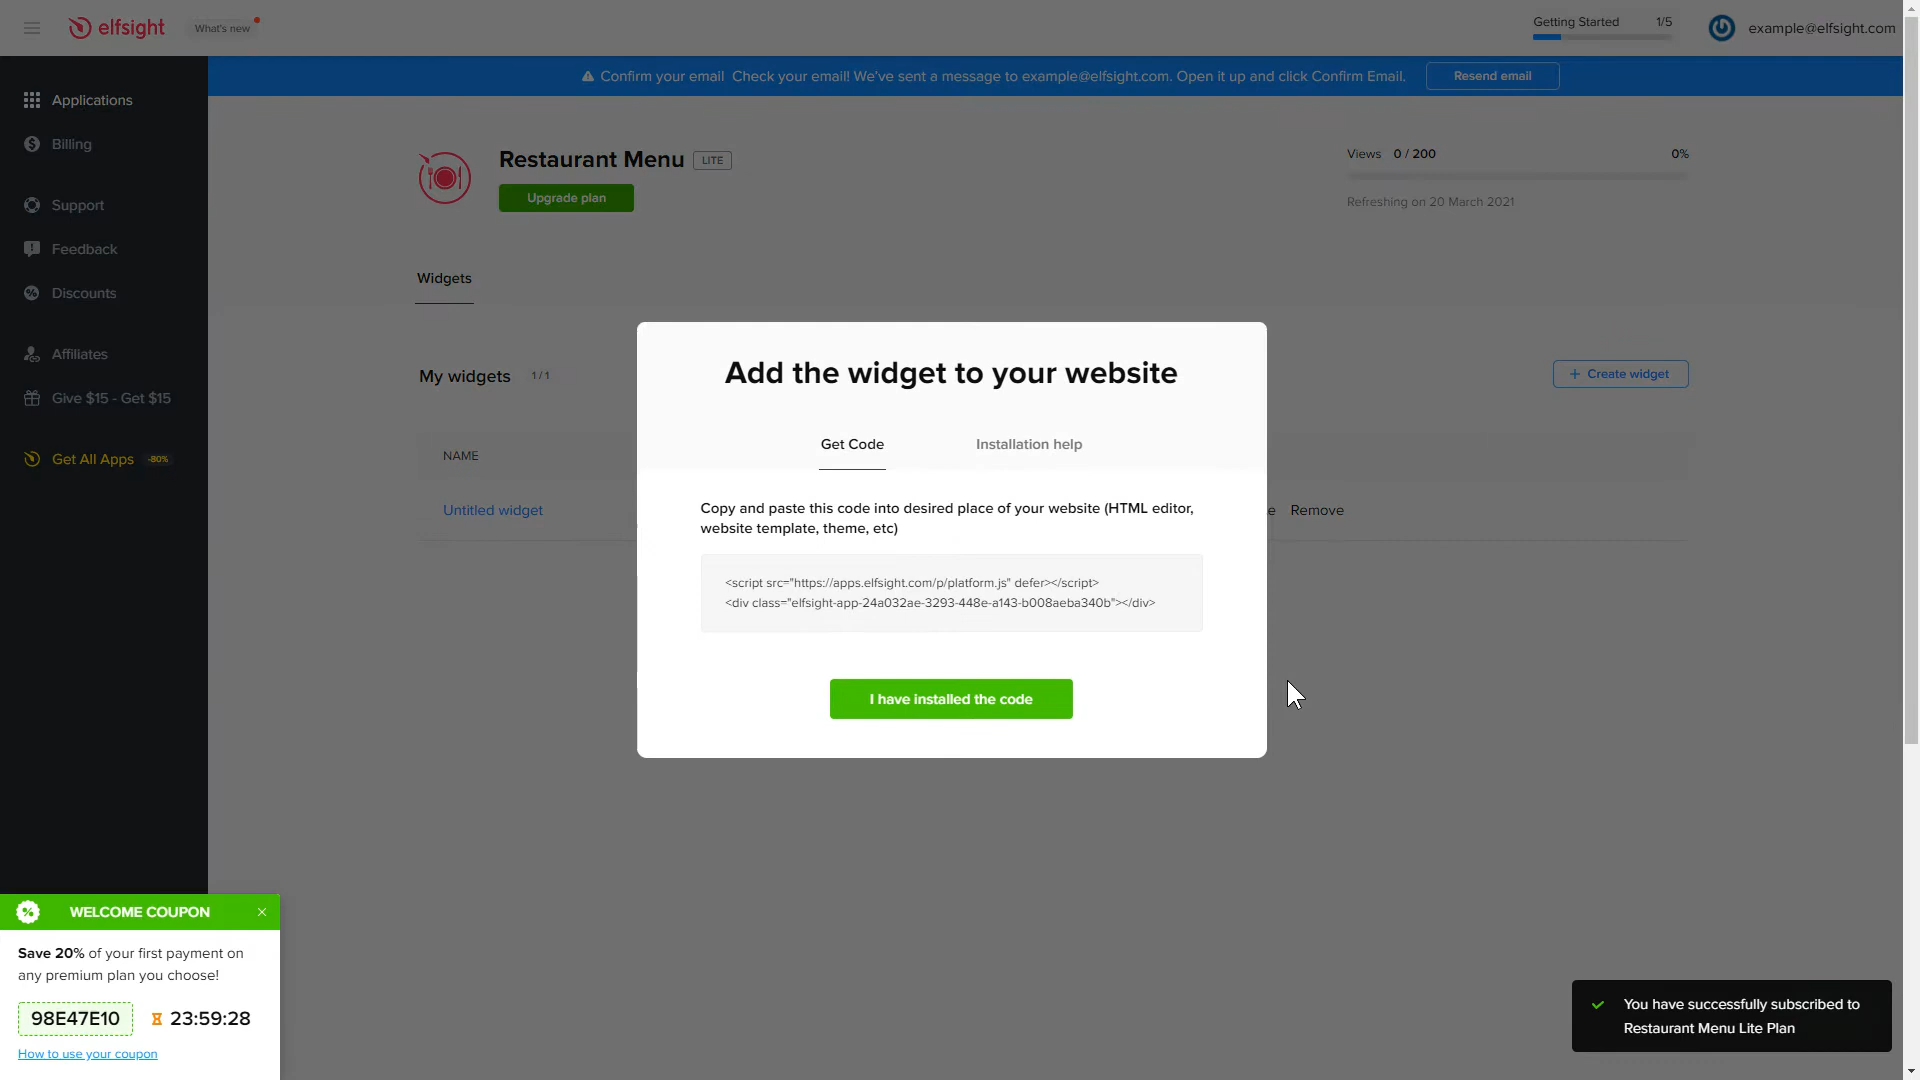 elfsight
What's new
Getting Started 1/5
example@elfsight.com
Confirm your email Check your email! We've sent a message to example@elfsight.com. Open it up and click Confirm Email.
Resend email
Applications
Billing
Support
Feedback
Discounts
Affiliates
Give $15 - Get $15
Get All Apps -80%
Restaurant Menu LITE
Upgrade plan
Views 0 / 200 0%
Refreshing on 20 March 2021
Widgets
My widgets 1 / 1
+ Create widget
NAME
Untitled widget
e Remove
Add the widget to your website
Get Code Installation help
Copy and paste this code into desired place of your website (HTML editor,
website template, theme, etc)
<script src="https://apps.elfsight.com/p/platform.js" defer></script>
<div class="elfsight-app-24a032ae-3293-448e-a143-b008aeba340b"></div>
I have installed the code
WELCOME COUPON
Save 20% of your first payment on
any premium plan you choose!
98E47E10 23:59:28
How to use your coupon
You have successfully subscribed to
Restaurant Menu Lite Plan